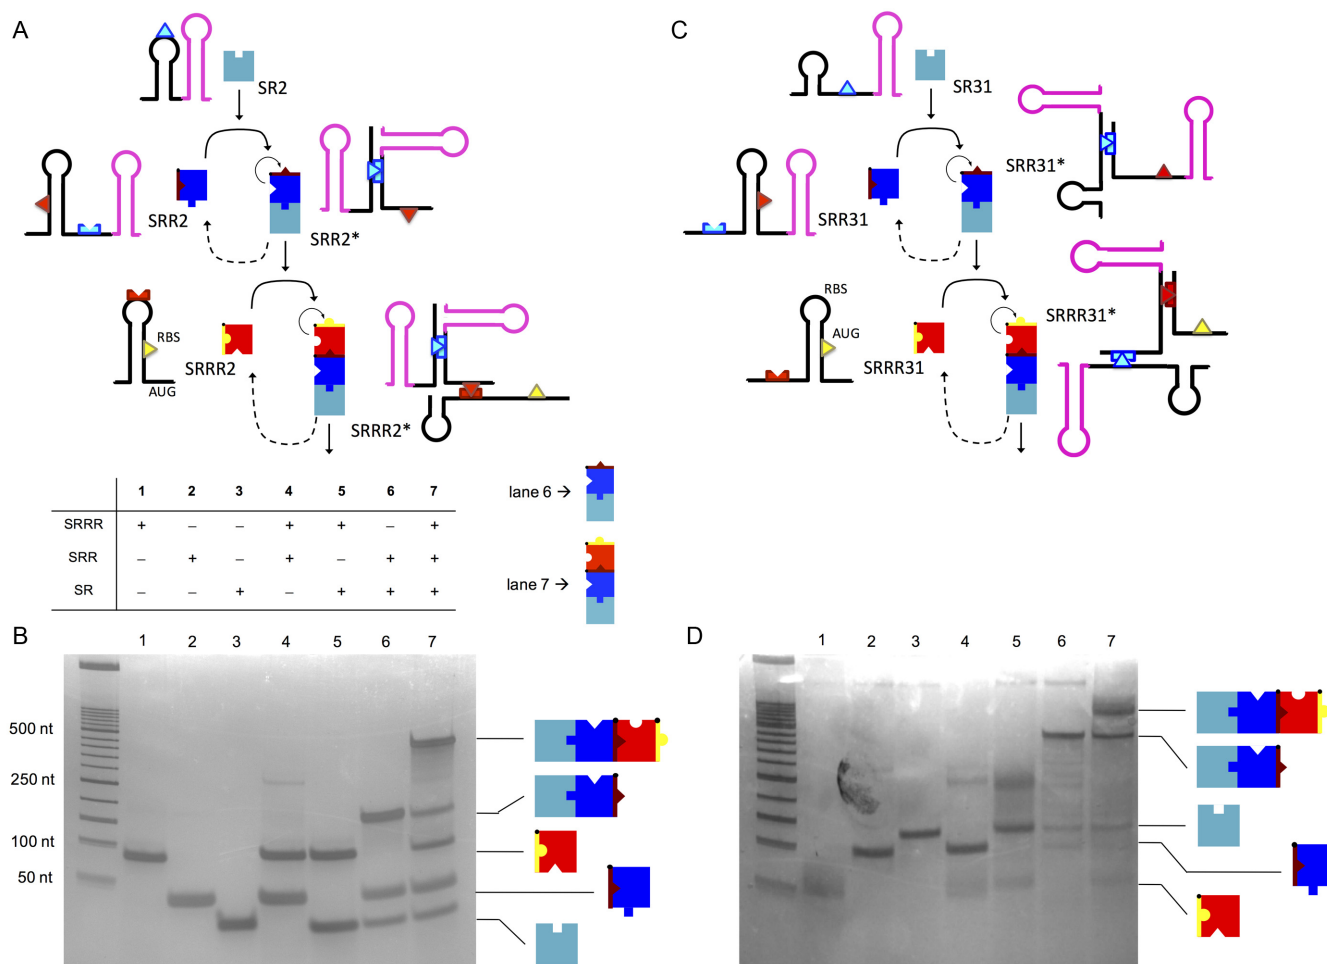 A
SR2
SRR2
SRR2*
RBS
AUG
SRRR2
SRRR2*
C
SR31
SRR31
SRR31*
RBS
AUG
SRRR31
SRRR31*
1 2 3 4 5 6 7
SRRR + – – + + – +
SRR – + – + – + +
SR – – + – + + +
lane 6 →
lane 7 →
B
1 2 3 4 5 6 7
500 nt
250 nt
100 nt
50 nt
D
1 2 3 4 5 6 7